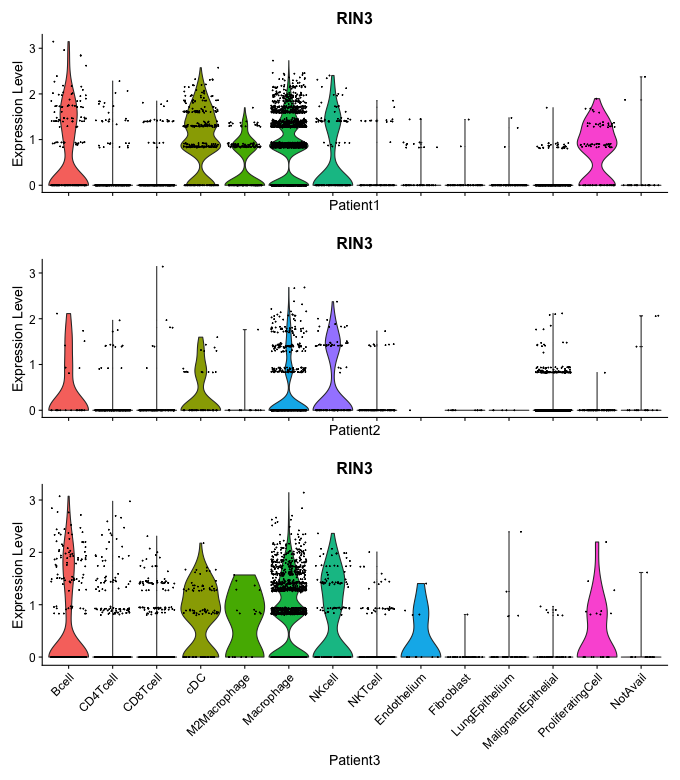 RIN3
Expression Level
3
2
1
0
Patient1
RIN3
Expression Level
3
2
1
0
Patient2
RIN3
Expression Level
3
2
1
0
Bcell
CD4Tcell
CD8Tcell
cDC
M2Macrophage
Macrophage
NKcell
NKTcell
Endothelium
Fibroblast
LungEpithelium
MalignantEpithelial
ProliferatingCell
NotAvail
Patient3